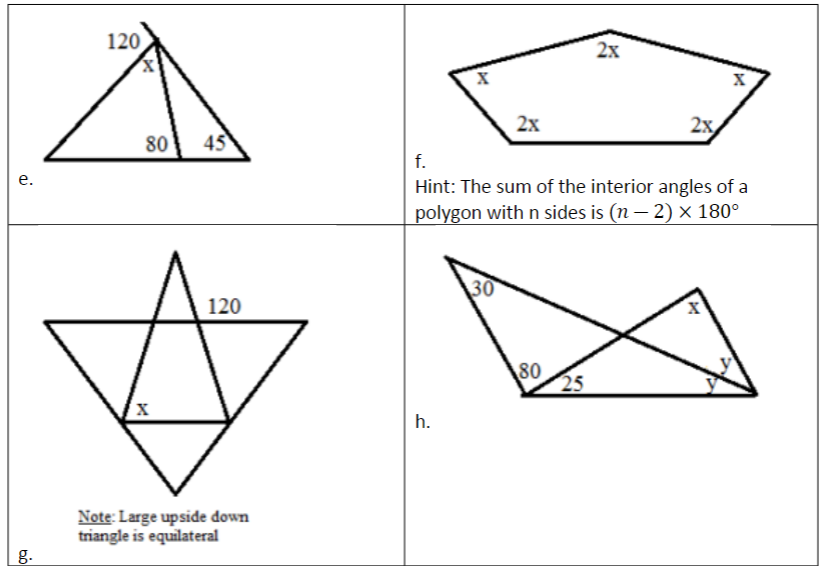 120
x
80
45
e.
2x
x
x
2x
2x
f.
Hint: The sum of the interior angles of a
polygon with n sides is (n − 2) × 180°
120
x
Note: Large upside down
triangle is equilateral
g.
30
x
80
25
y
y
h.